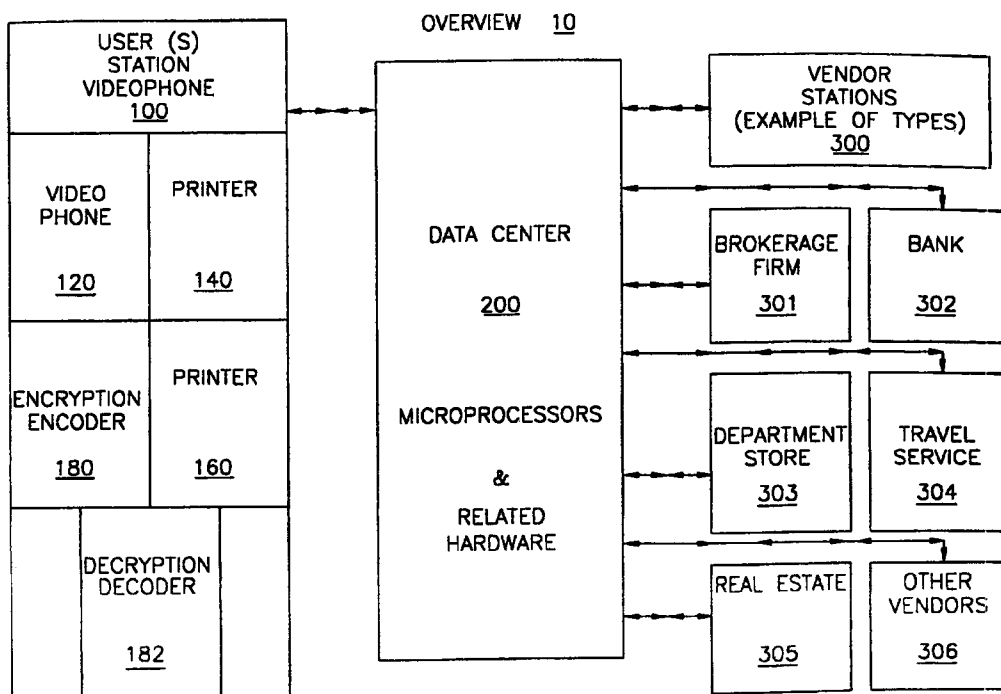 OVERVIEW 10
USER (S)
STATION
VIDEOPHONE
100
VIDEO
PHONE
120
PRINTER
140
ENCRYPTION
ENCODER
180
PRINTER
160
DECRYPTION
DECODER
182
DATA CENTER
200
MICROPROCESSORS
&
RELATED
HARDWARE
VENDOR
STATIONS
(EXAMPLE OF TYPES)
300
BROKERAGE
FIRM
301
BANK
302
DEPARTMENT
STORE
303
TRAVEL
SERVICE
304
REAL ESTATE
305
OTHER
VENDORS
306